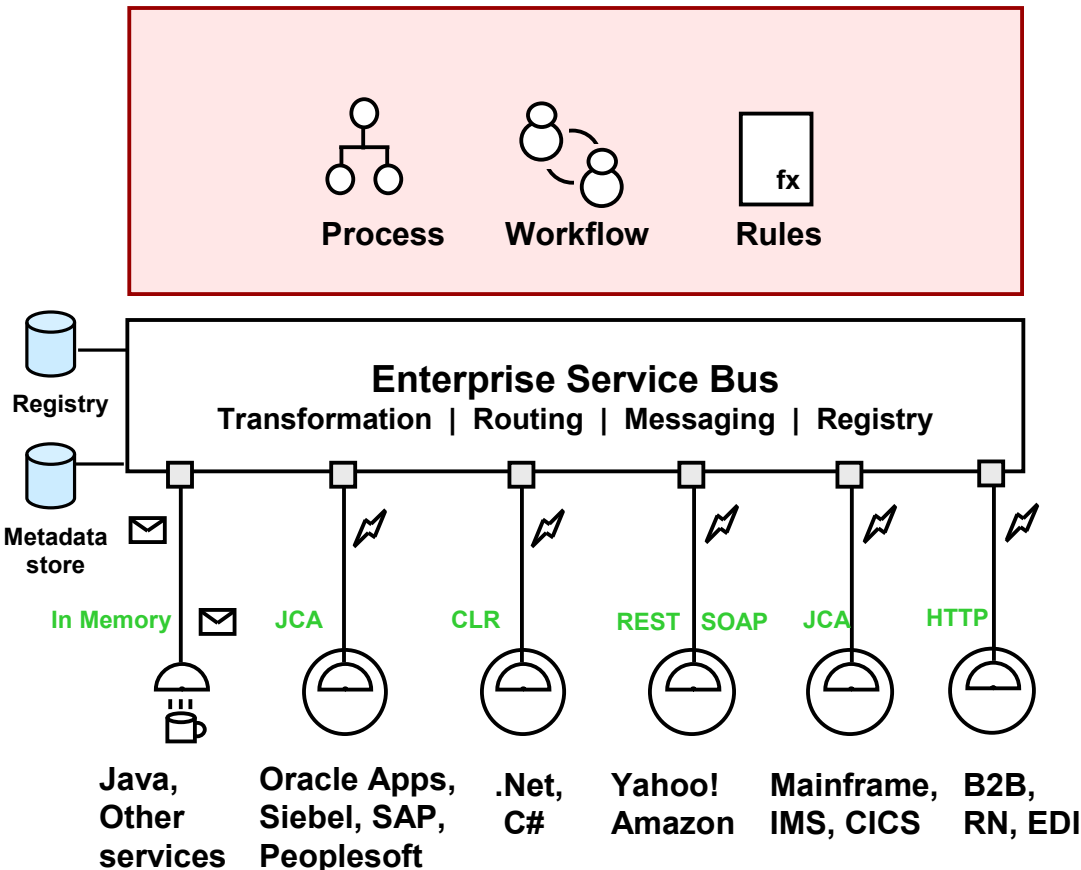 fx
Process
Workflow
Rules
Registry
Enterprise Service Bus
Transformation | Routing | Messaging | Registry
Metadata
store
In Memory
JCA
CLR
REST
SOAP
JCA
HTTP
Java,
Other
services
Oracle Apps,
Siebel, SAP,
Peoplesoft
.Net,
C#
Yahoo!
Amazon
Mainframe,
IMS, CICS
B2B,
RN, EDI